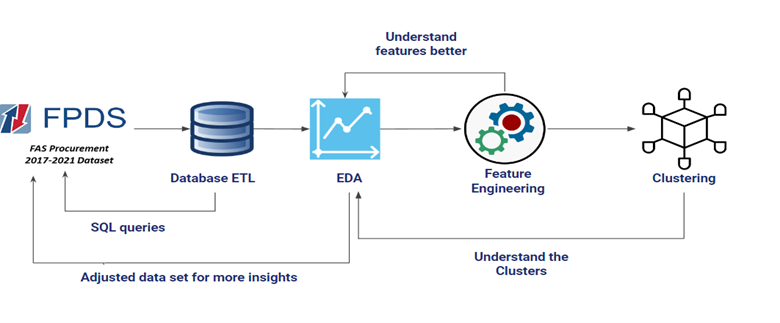 Understand
features better
FPDS
FAS Procurement
2017-2021 Dataset
Database ETL
EDA
Feature
Engineering
Clustering
SQL queries
Understand the
Clusters
Adjusted data set for more insights